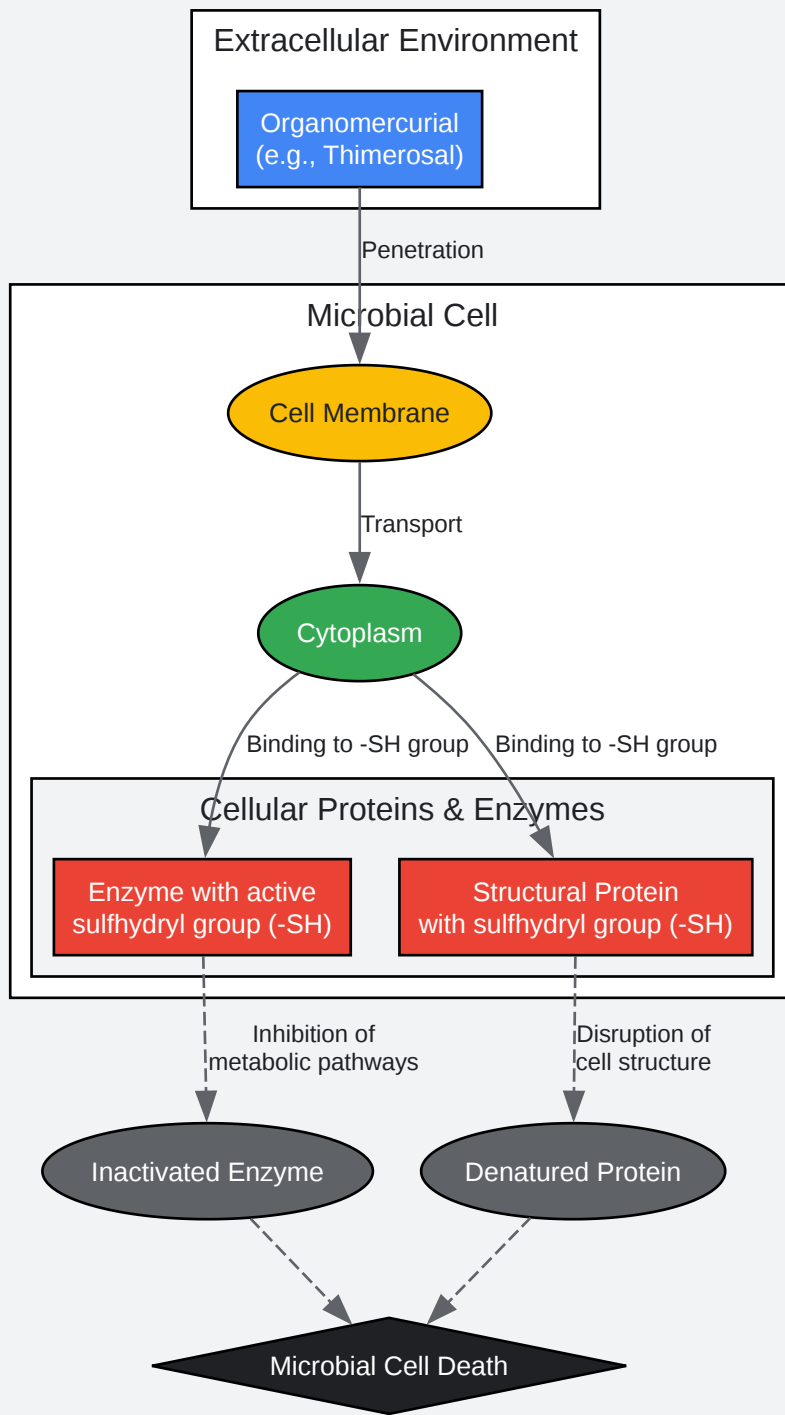 Extracellular Environment
Organomercurial
(e.g., Thimerosal)
Penetration
Microbial Cell
Cell Membrane
Transport
Cytoplasm
Binding to -SH group
Binding to -SH group
Cellular Proteins & Enzymes
Enzyme with active
sulfhydryl group (-SH)
Structural Protein
with sulfhydryl group (-SH)
Inhibition of
metabolic pathways
Disruption of
cell structure
Inactivated Enzyme
Denatured Protein
Microbial Cell Death